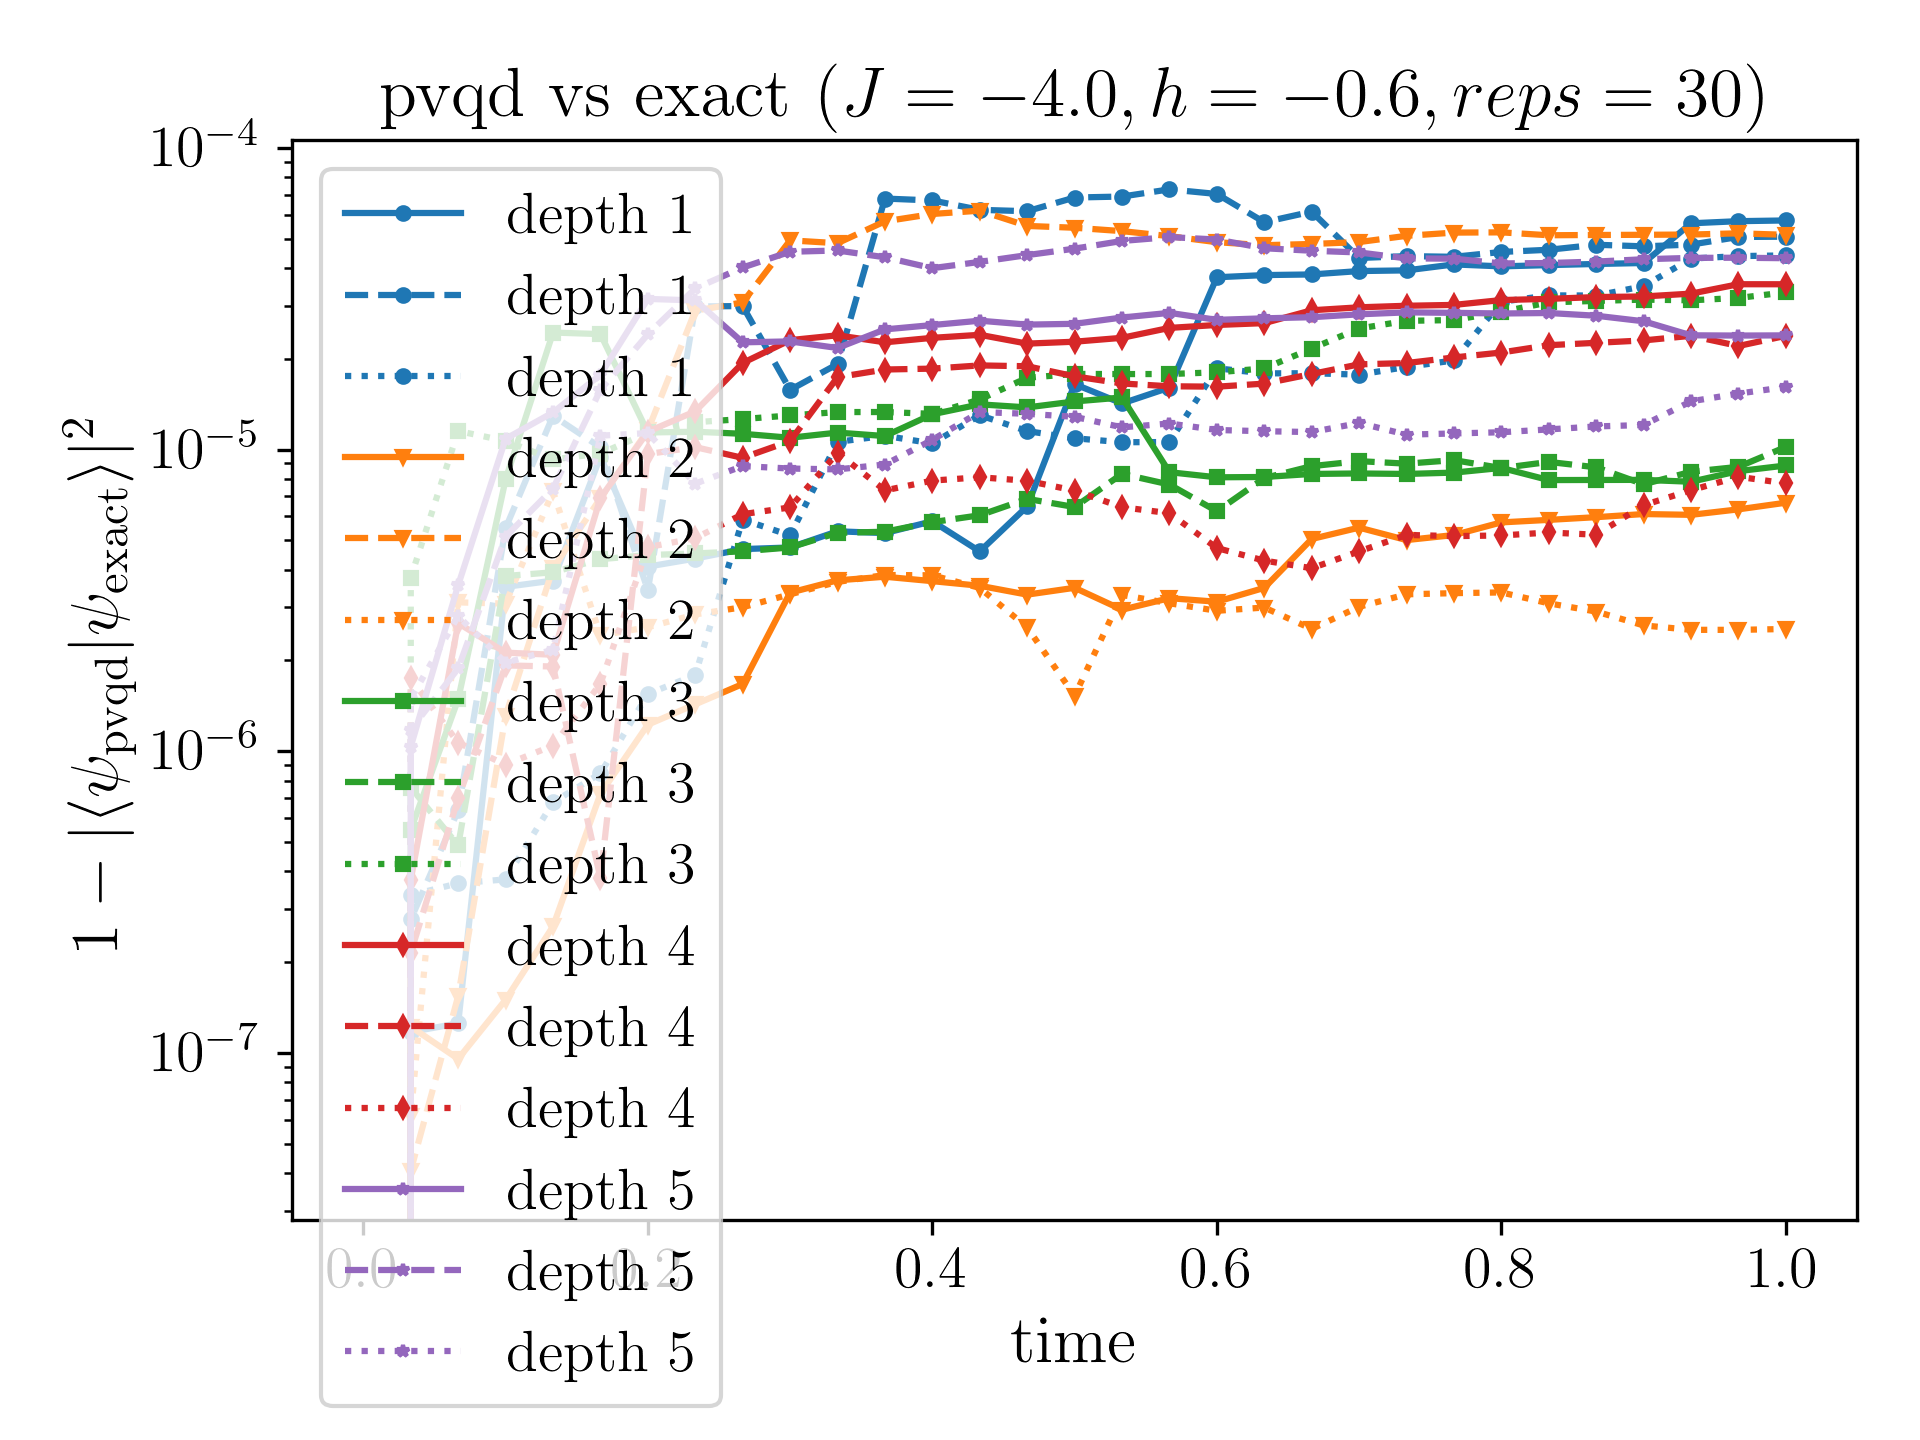 pvqd vs exact (J = −4.0, h = −0.6, reps = 30)
10⁻⁴
10⁻⁵
10⁻⁶
10⁻⁷
1 − |⟨ψ_pvqd|ψ_exact⟩|²
depth 1
depth 1
depth 1
depth 2
depth 2
depth 2
depth 3
depth 3
depth 3
depth 4
depth 4
depth 4
depth 5
depth 5
depth 5
0.0
0.2
0.4
0.6
0.8
1.0
time